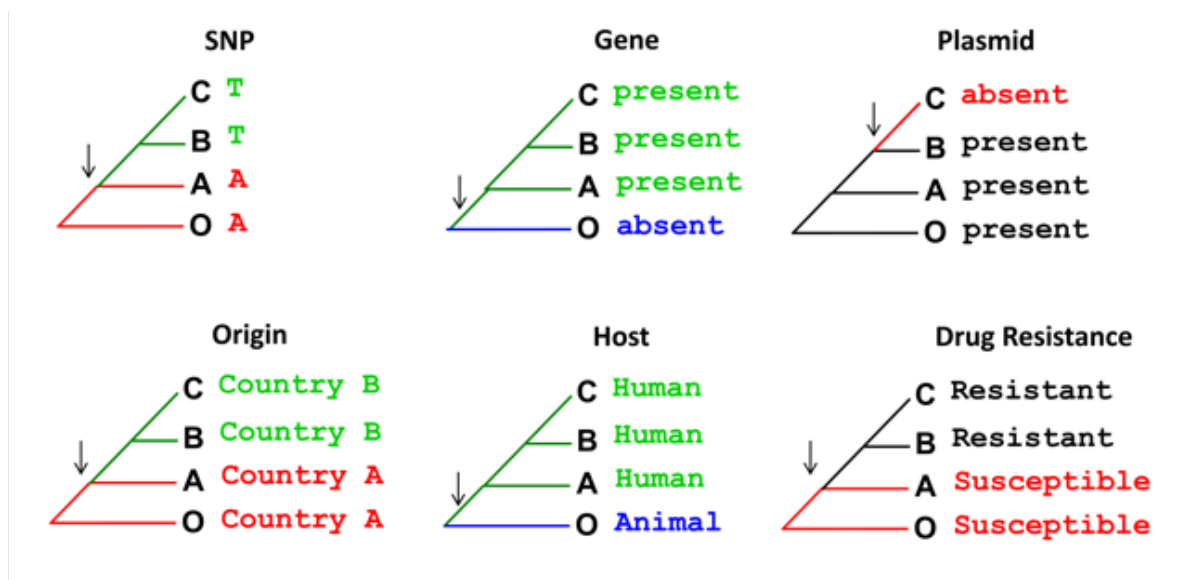 SNP
C T
B T
A A
O A
Gene
C present
B present
A present
O absent
Plasmid
C absent
B present
A present
O present
Origin
C Country B
B Country B
A Country A
O Country A
Host
C Human
B Human
A Human
O Animal
Drug Resistance
C Resistant
B Resistant
A Susceptible
O Susceptible